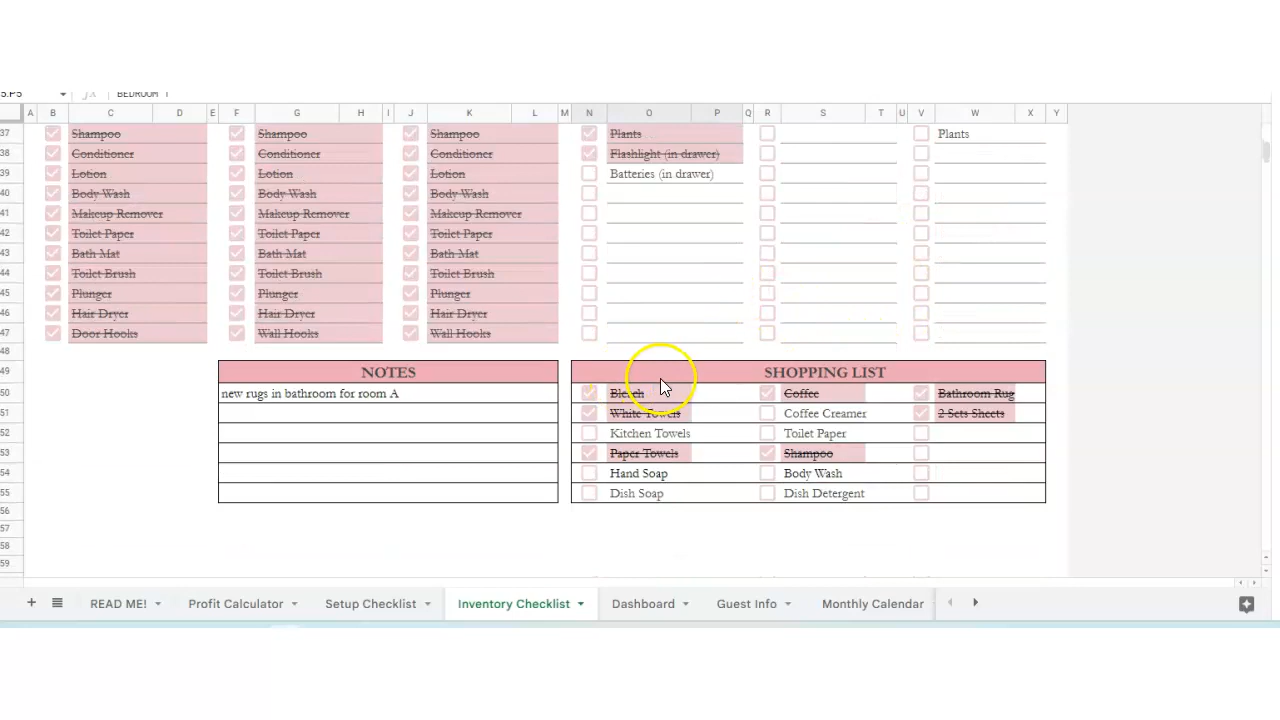 BEDROOM 1
A B C D E F G H I J K L M N O P Q R S T U V W X Y
37 Shampoo Shampoo Shampoo Plants Plants
38 Conditioner Conditioner Conditioner Flashlight (in drawer)
39 Lotion Lotion Lotion Batteries (in drawer)
40 Body Wash Body Wash Body Wash
41 Makeup Remover Makeup Remover Makeup Remover
42 Toilet Paper Toilet Paper Toilet Paper
43 Bath Mat Bath Mat Bath Mat
44 Toilet Brush Toilet Brush Toilet Brush
45 Plunger Plunger Plunger
46 Hair Dryer Hair Dryer Hair Dryer
47 Door Hooks Wall Hooks Wall Hooks
48
49 NOTES SHOPPING LIST
50 new rugs in bathroom for room A Bleach Coffee Bathroom Rug
51 White Towels Coffee Creamer 2 Sets Sheets
52 Kitchen Towels Toilet Paper
53 Paper Towels Shampoo
54 Hand Soap Body Wash
55 Dish Soap Dish Detergent
56
57
58
59
READ ME! Profit Calculator Setup Checklist Inventory Checklist Dashboard Guest Info Monthly Calendar